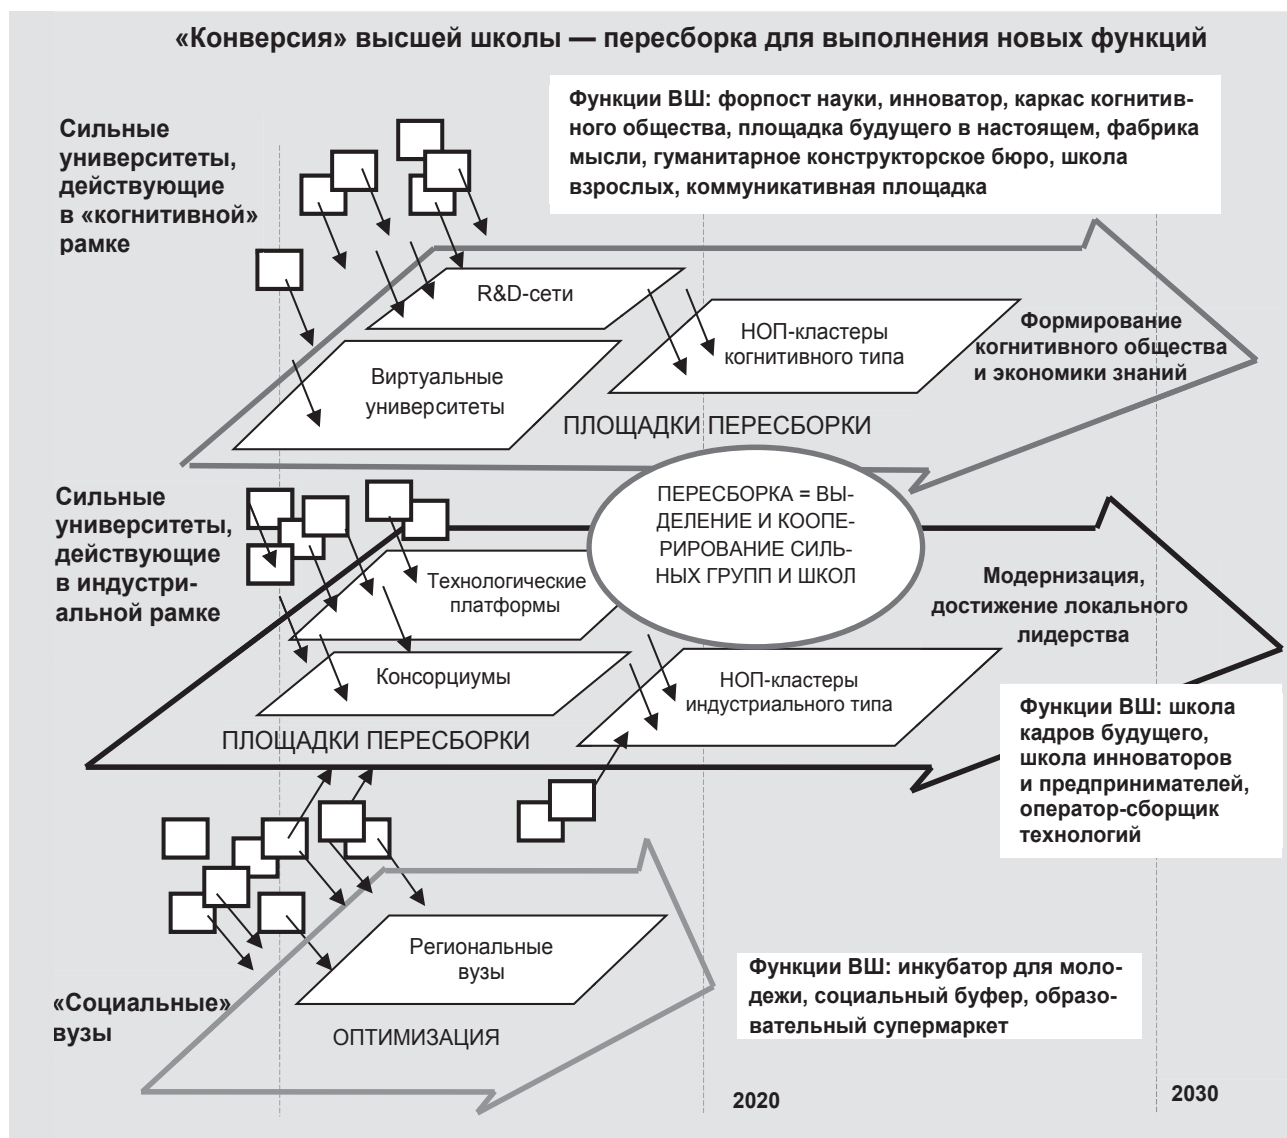 «Конверсия» высшей школы — пересборка для выполнения новых функций
Функции ВШ: форпост науки, инноватор, каркас когнитив-
ного общества, площадка будущего в настоящем, фабрика
мысли, гуманитарное конструкторское бюро, школа
взрослых, коммуникативная площадка
Сильные
университеты,
действующие
в «когнитивной»
рамке
R&D-сети
НОП-кластеры
когнитивного типа
Формирование
когнитивного общества
и экономики знаний
Виртуальные
университеты
ПЛОЩАДКИ ПЕРЕСБОРКИ
Сильные
университеты,
действующие
в индустри-
альной рамке
ПЕРЕСБОРКА = ВЫ-
ДЕЛЕНИЕ И КООПЕ-
РИРОВАНИЕ СИЛЬ-
НЫХ ГРУПП И ШКОЛ
Технологические
платформы
Модернизация,
достижение локального
лидерства
Консорциумы
НОП-кластеры
индустриального типа
ПЛОЩАДКИ ПЕРЕСБОРКИ
Функции ВШ: школа
кадров будущего,
школа инноваторов
и предпринимателей,
оператор-сборщик
технологий
Региональные
вузы
«Социальные»
вузы
ОПТИМИЗАЦИЯ
Функции ВШ: инкубатор для моло-
дежи, социальный буфер, образо-
вательный супермаркет
2020
2030